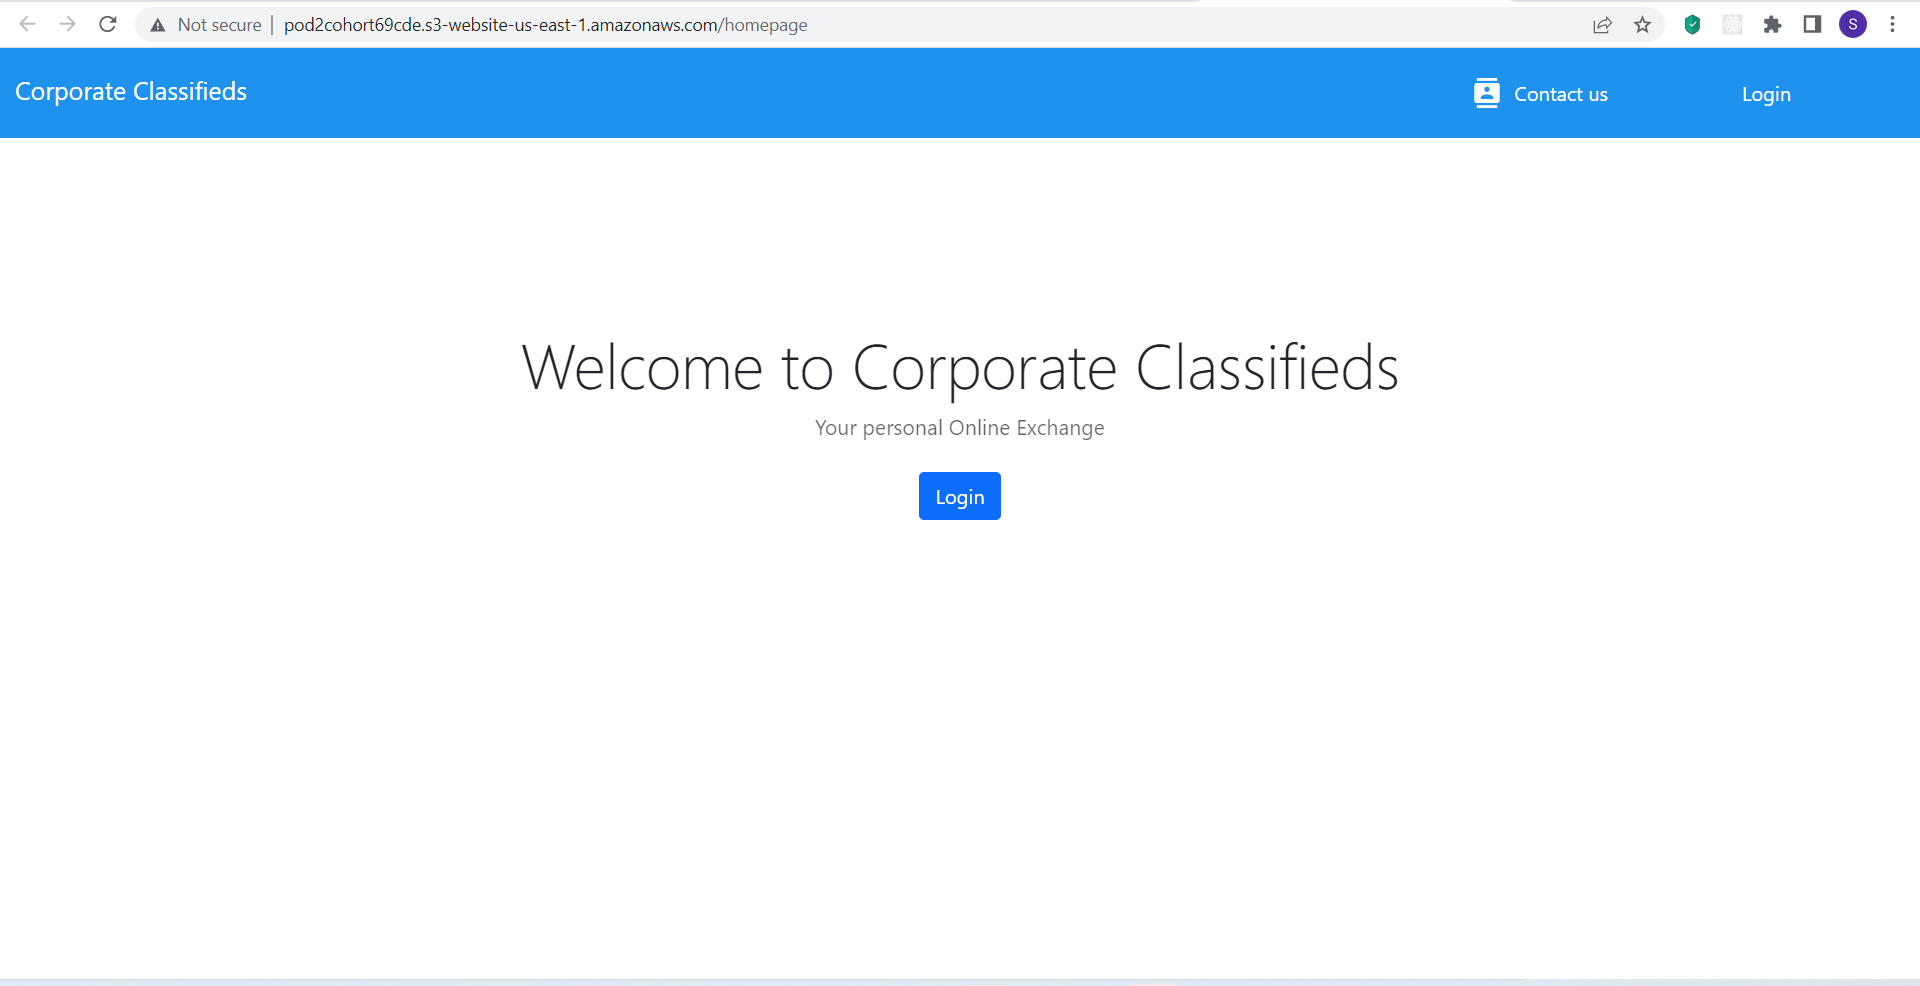 Not secure | pod2cohort69cde.s3-website-us-east-1.amazonaws.com/homepage
S
Corporate Classifieds
Contact us
Login
Welcome to Corporate Classifieds
Your personal Online Exchange
Login